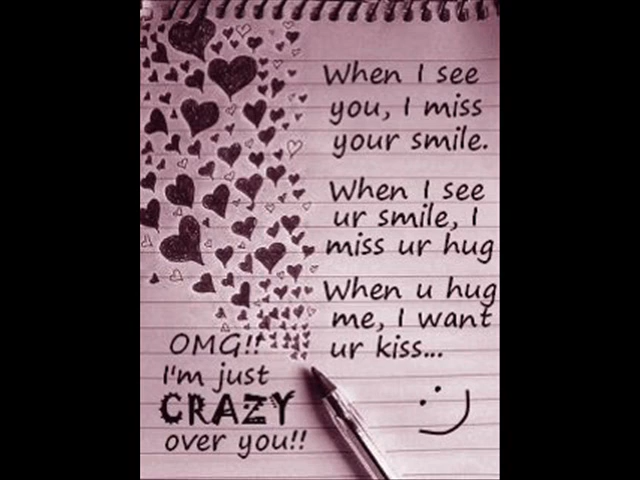 When I see
you, I miss
your smile.
When I see
ur smile, I
miss ur hug
When u hug
me, I want
ur kiss...
OMG!!
I'm just
CRAZY
over you!!